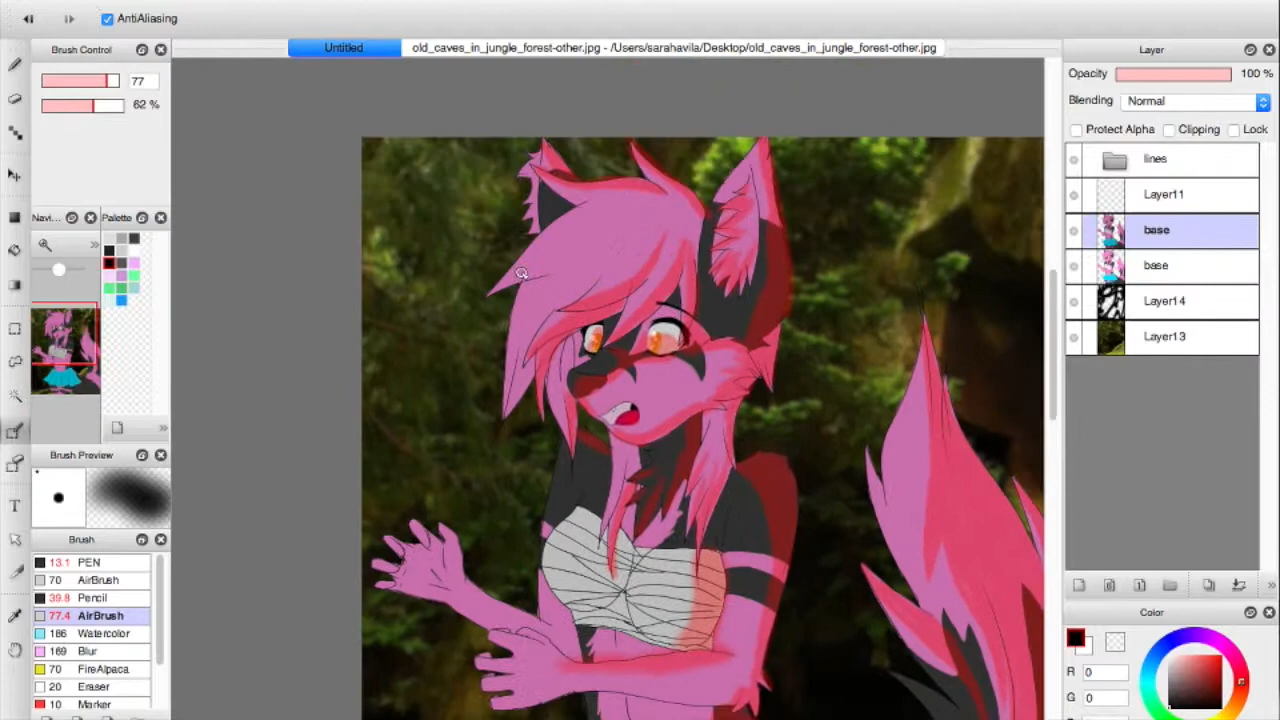 AntiAliasing
Brush Control
Untitled
old_caves_in_jungle_forest-other.jpg - /Users/sarahavila/Desktop/old_caves_in_jungle_forest-other.jpg
Layer
77
62 %
Opacity
100 %
Blending
Normal
Protect Alpha
Clipping
Lock
lines
Layer11
base
base
Layer14
Layer13
Navi...
Palette
Brush Preview
Brush
13.1 PEN
70 AirBrush
39.8 Pencil
77.4 AirBrush
186 Watercolor
169 Blur
70 FireAlpaca
20 Eraser
10 Marker
Color
R 0
G 0